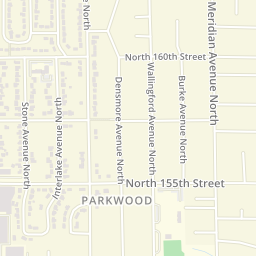 Meridian Avenue North
North 160th Street
Wallingford Avenue North
Burke Avenue North
Densmore Avenue North
Stone Avenue North
Interlake Avenue North
North 155th Street
PARKWOOD